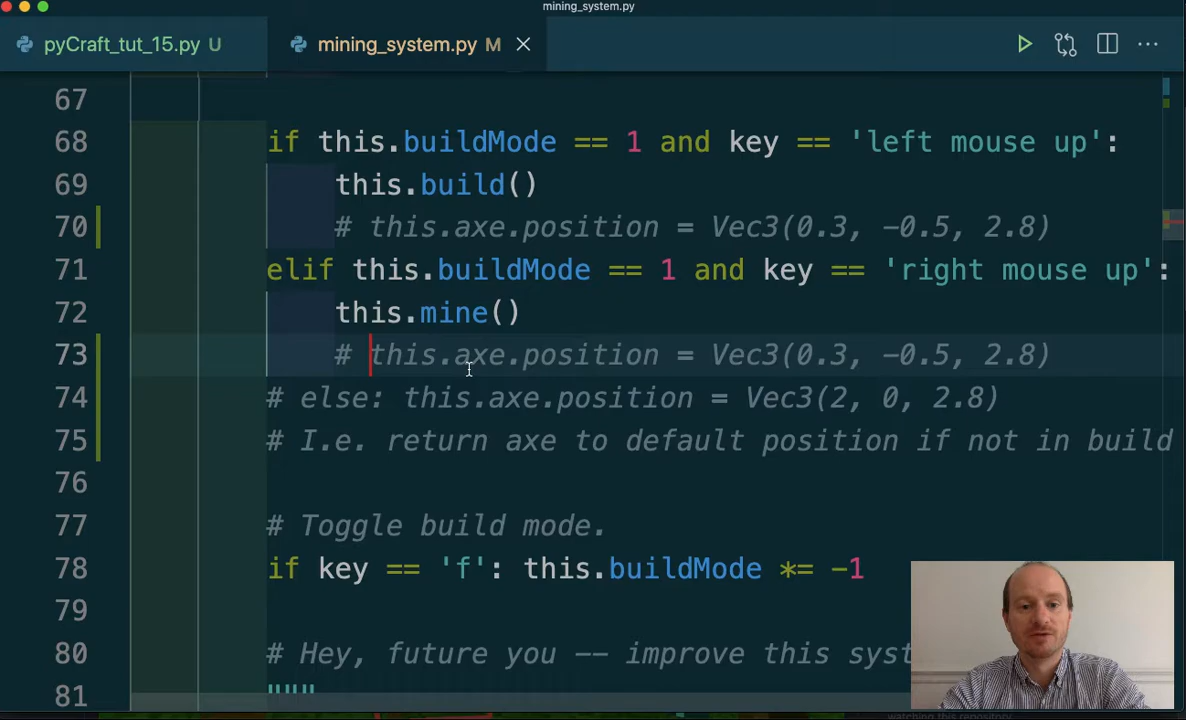 mining_system.py
pyCraft_tut_15.py U
mining_system.py M
67
68 if this.buildMode == 1 and key == 'left mouse up':
69 this.build()
70 # this.axe.position = Vec3(0.3, -0.5, 2.8)
71 elif this.buildMode == 1 and key == 'right mouse up':
72 this.mine()
73 # this.axe.position = Vec3(0.3, -0.5, 2.8)
74 # else: this.axe.position = Vec3(2, 0, 2.8)
75 # I.e. return axe to default position if not in build
76
77 # Toggle build mode.
78 if key == 'f': this.buildMode *= -1
79
80 # Hey, future you -- improve this syst
81 """